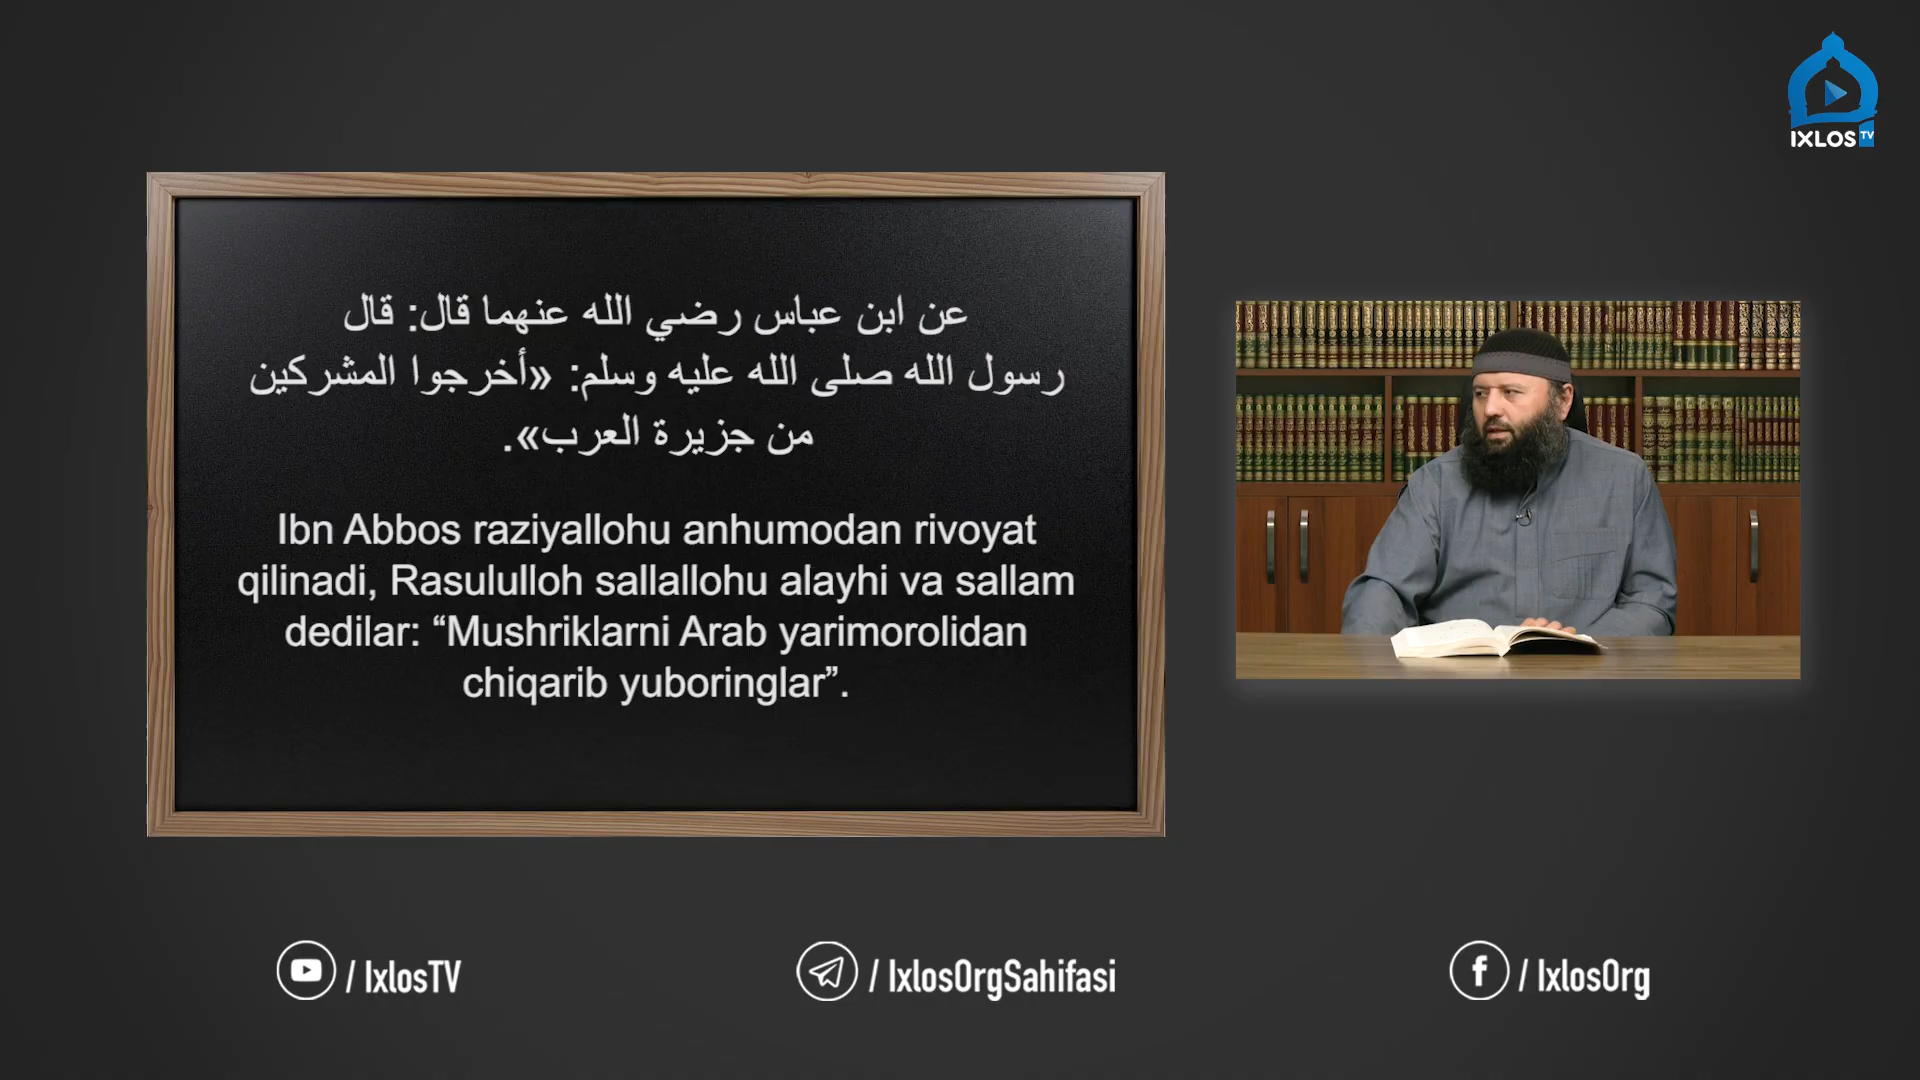 IXLOS TV
عن ابن عباس رضي الله عنهما قال: قال
رسول الله صلى الله عليه وسلم: «أخرجوا المشركين
من جزيرة العرب».
Ibn Abbos raziyallohu anhumodan rivoyat
qilinadi, Rasululloh sallallohu alayhi va sallam
dedilar: “Mushriklarni Arab yarimorolidan
chiqarib yuboringlar”.
/ IxlosTV
/ IxlosOrgSahifasi
/ IxlosOrg